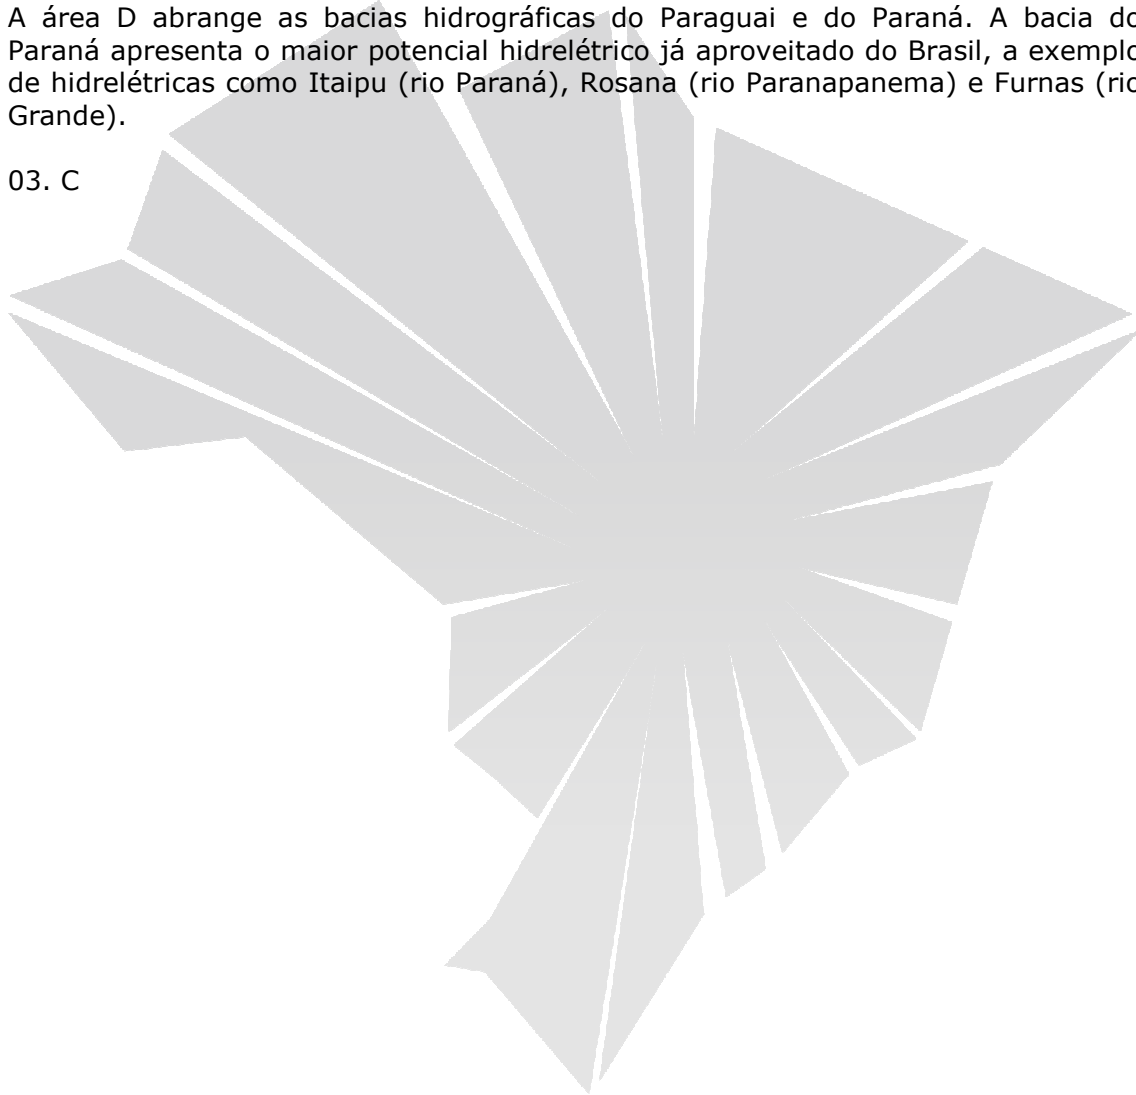 A área D abrange as bacias hidrográficas do Paraguai e do Paraná. A bacia do
Paraná apresenta o maior potencial hidrelétrico já aproveitado do Brasil, a exemplo
de hidrelétricas como Itaipu (rio Paraná), Rosana (rio Paranapanema) e Furnas (rio
Grande).
03. C